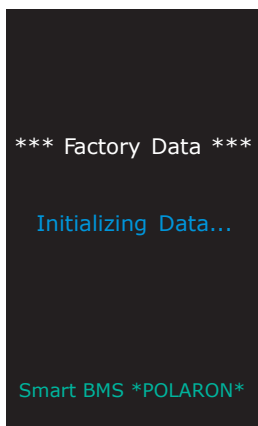 *** Factory Data ***
Initializing Data...
Smart BMS *POLARON*